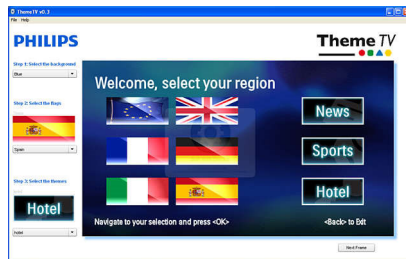 ThemeTV v0.3
File Help
PHILIPS
Theme TV
Step 1: Select the background
Blue
Step 2: Select the flags
Spain
Step 3: Select the themes
Hotel
Hotel
Welcome, select your region
News
Sports
Hotel
Navigate to your selection and press <OK>
<Back> to Exit
Next Frame